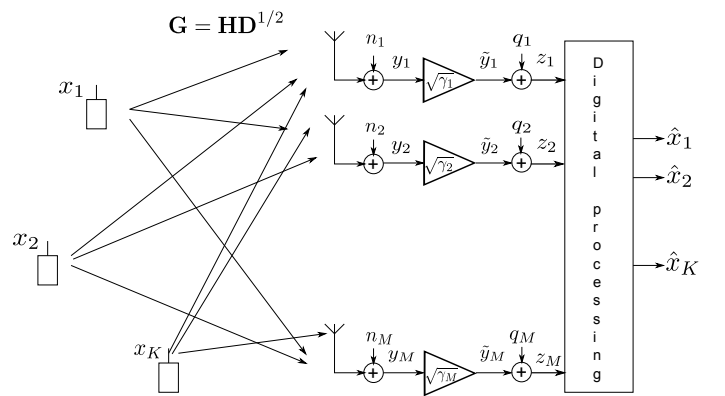 G = HD^{1/2}
x_1
n_1
y_1
√γ_1
ỹ_1
q_1
z_1
n_2
y_2
√γ_2
ỹ_2
q_2
z_2
x_2
x_K
n_M
y_M
√γ_M
ỹ_M
q_M
z_M
Digital
processing
x̂_1
x̂_2
x̂_K